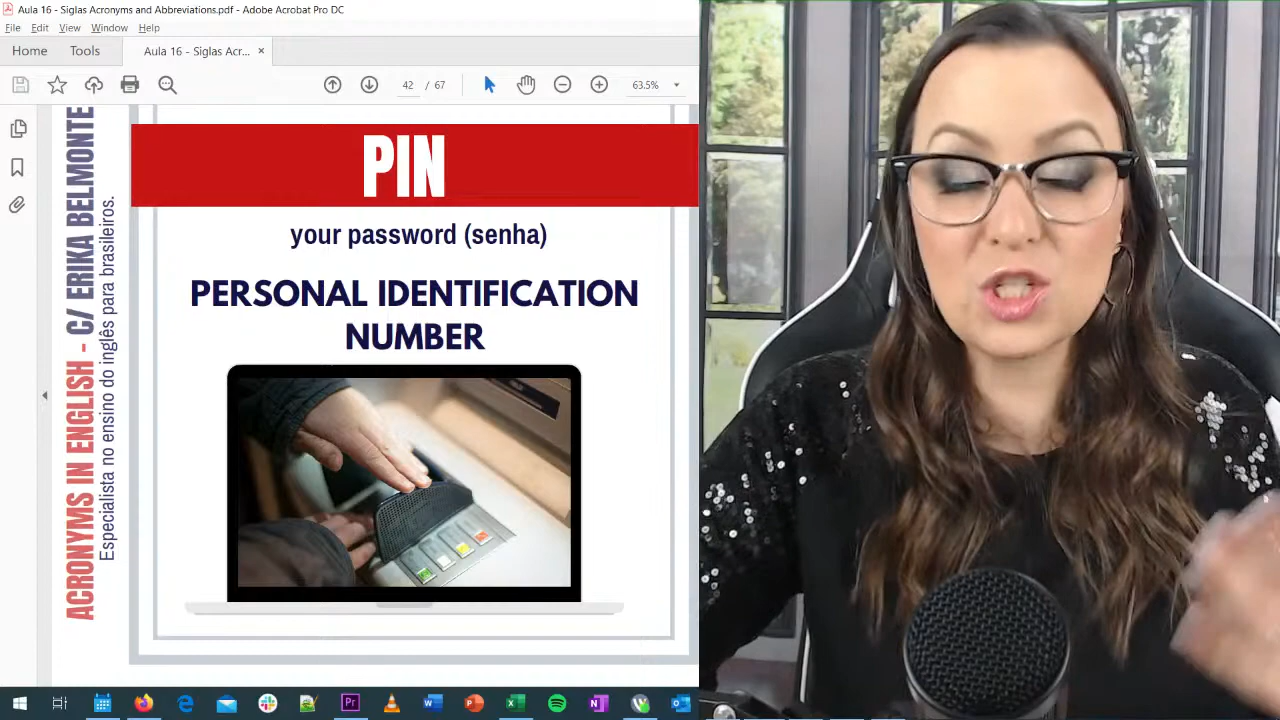 Aula 16 - Siglas Acronyms and Abbreviations.pdf - Adobe Acrobat Pro DC
File Edit View Window Help
Home Tools Aula 16 - Siglas Acr... ×
42 / 67 63.5%
ACRONYMS IN ENGLISH - C/ ERIKA BELMONTE
Especialista no ensino do inglês para brasileiros.
PIN
your password (senha)
PERSONAL IDENTIFICATION
NUMBER